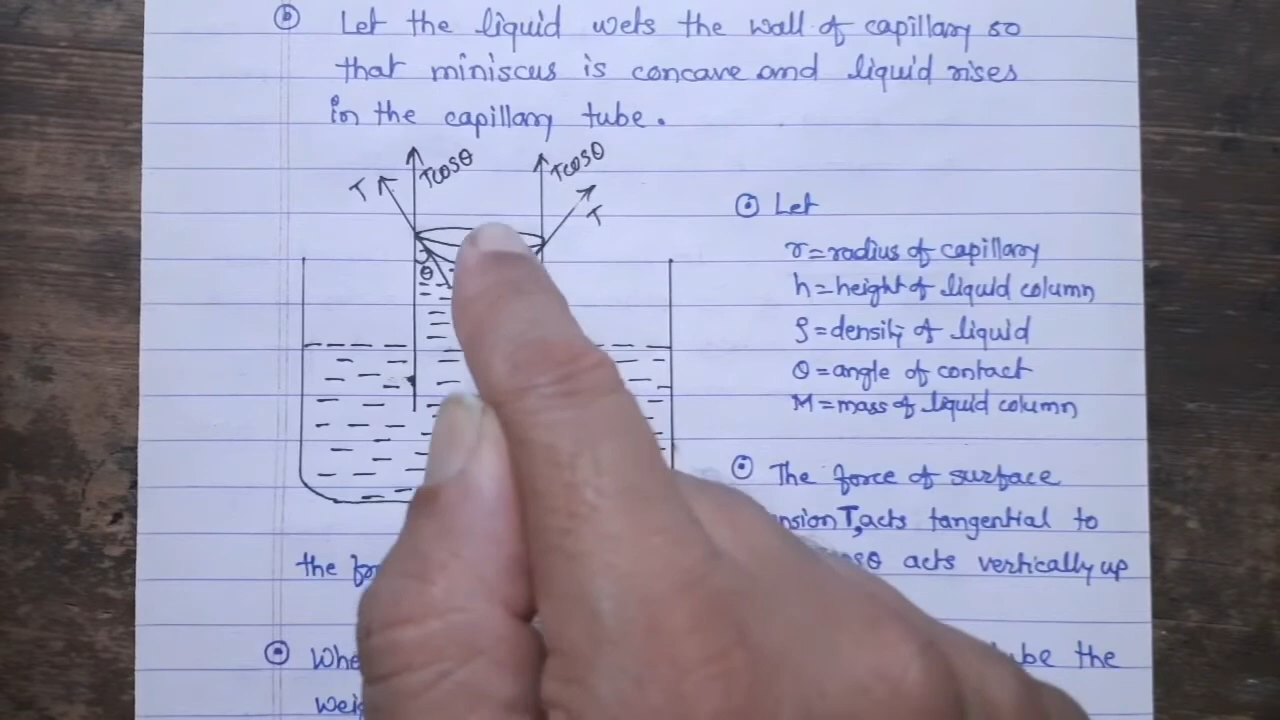 Let the liquid wets the wall of capillary so
that miniscus is concave and liquid rises
in the capillary tube.
T Tcosθ Tcosθ T
θ
Let
r=radius of capillary
h=height of liquid column
ρ=density of liquid
θ=angle of contact
M=mass of liquid column
The force of surface
T, acts tangential to
the acts vertically up
the